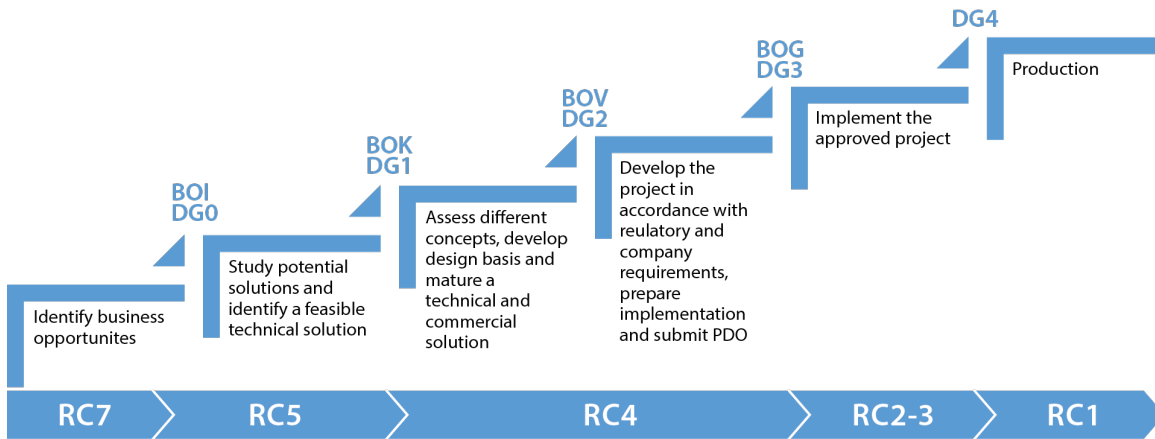 Identify business
opportunites
BOI
DG0
Study potential
solutions and
identify a feasible
technical solution
BOK
DG1
Assess different
concepts, develop
design basis and
mature a
technical and
commercial
solution
BOV
DG2
Develop the
project in
accordance with
reulatory and
company
requirements,
prepare
implementation
and submit PDO
BOG
DG3
Implement the
approved project
DG4
Production
RC7
RC5
RC4
RC2-3
RC1